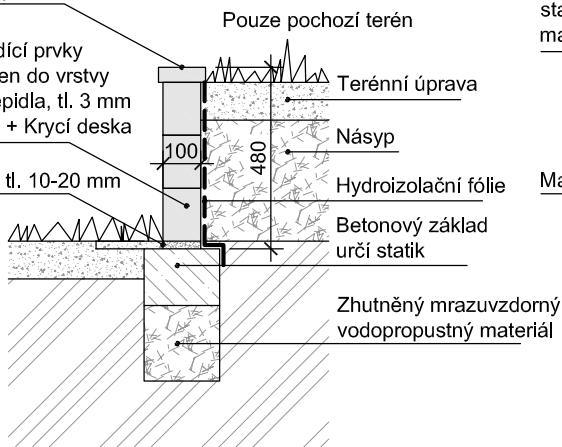 Pouze pochozí terén
sta
ma
dící prvky
en do vrstvy
epidla, tl. 3 mm
+ Krycí deska
tl. 10-20 mm
100
480
Terénní úprava
Násyp
Hydroizolační fólie
Ma
Betonový základ
určí statik
Zhutněný mrazuvzdorný
vodopropustný materiál